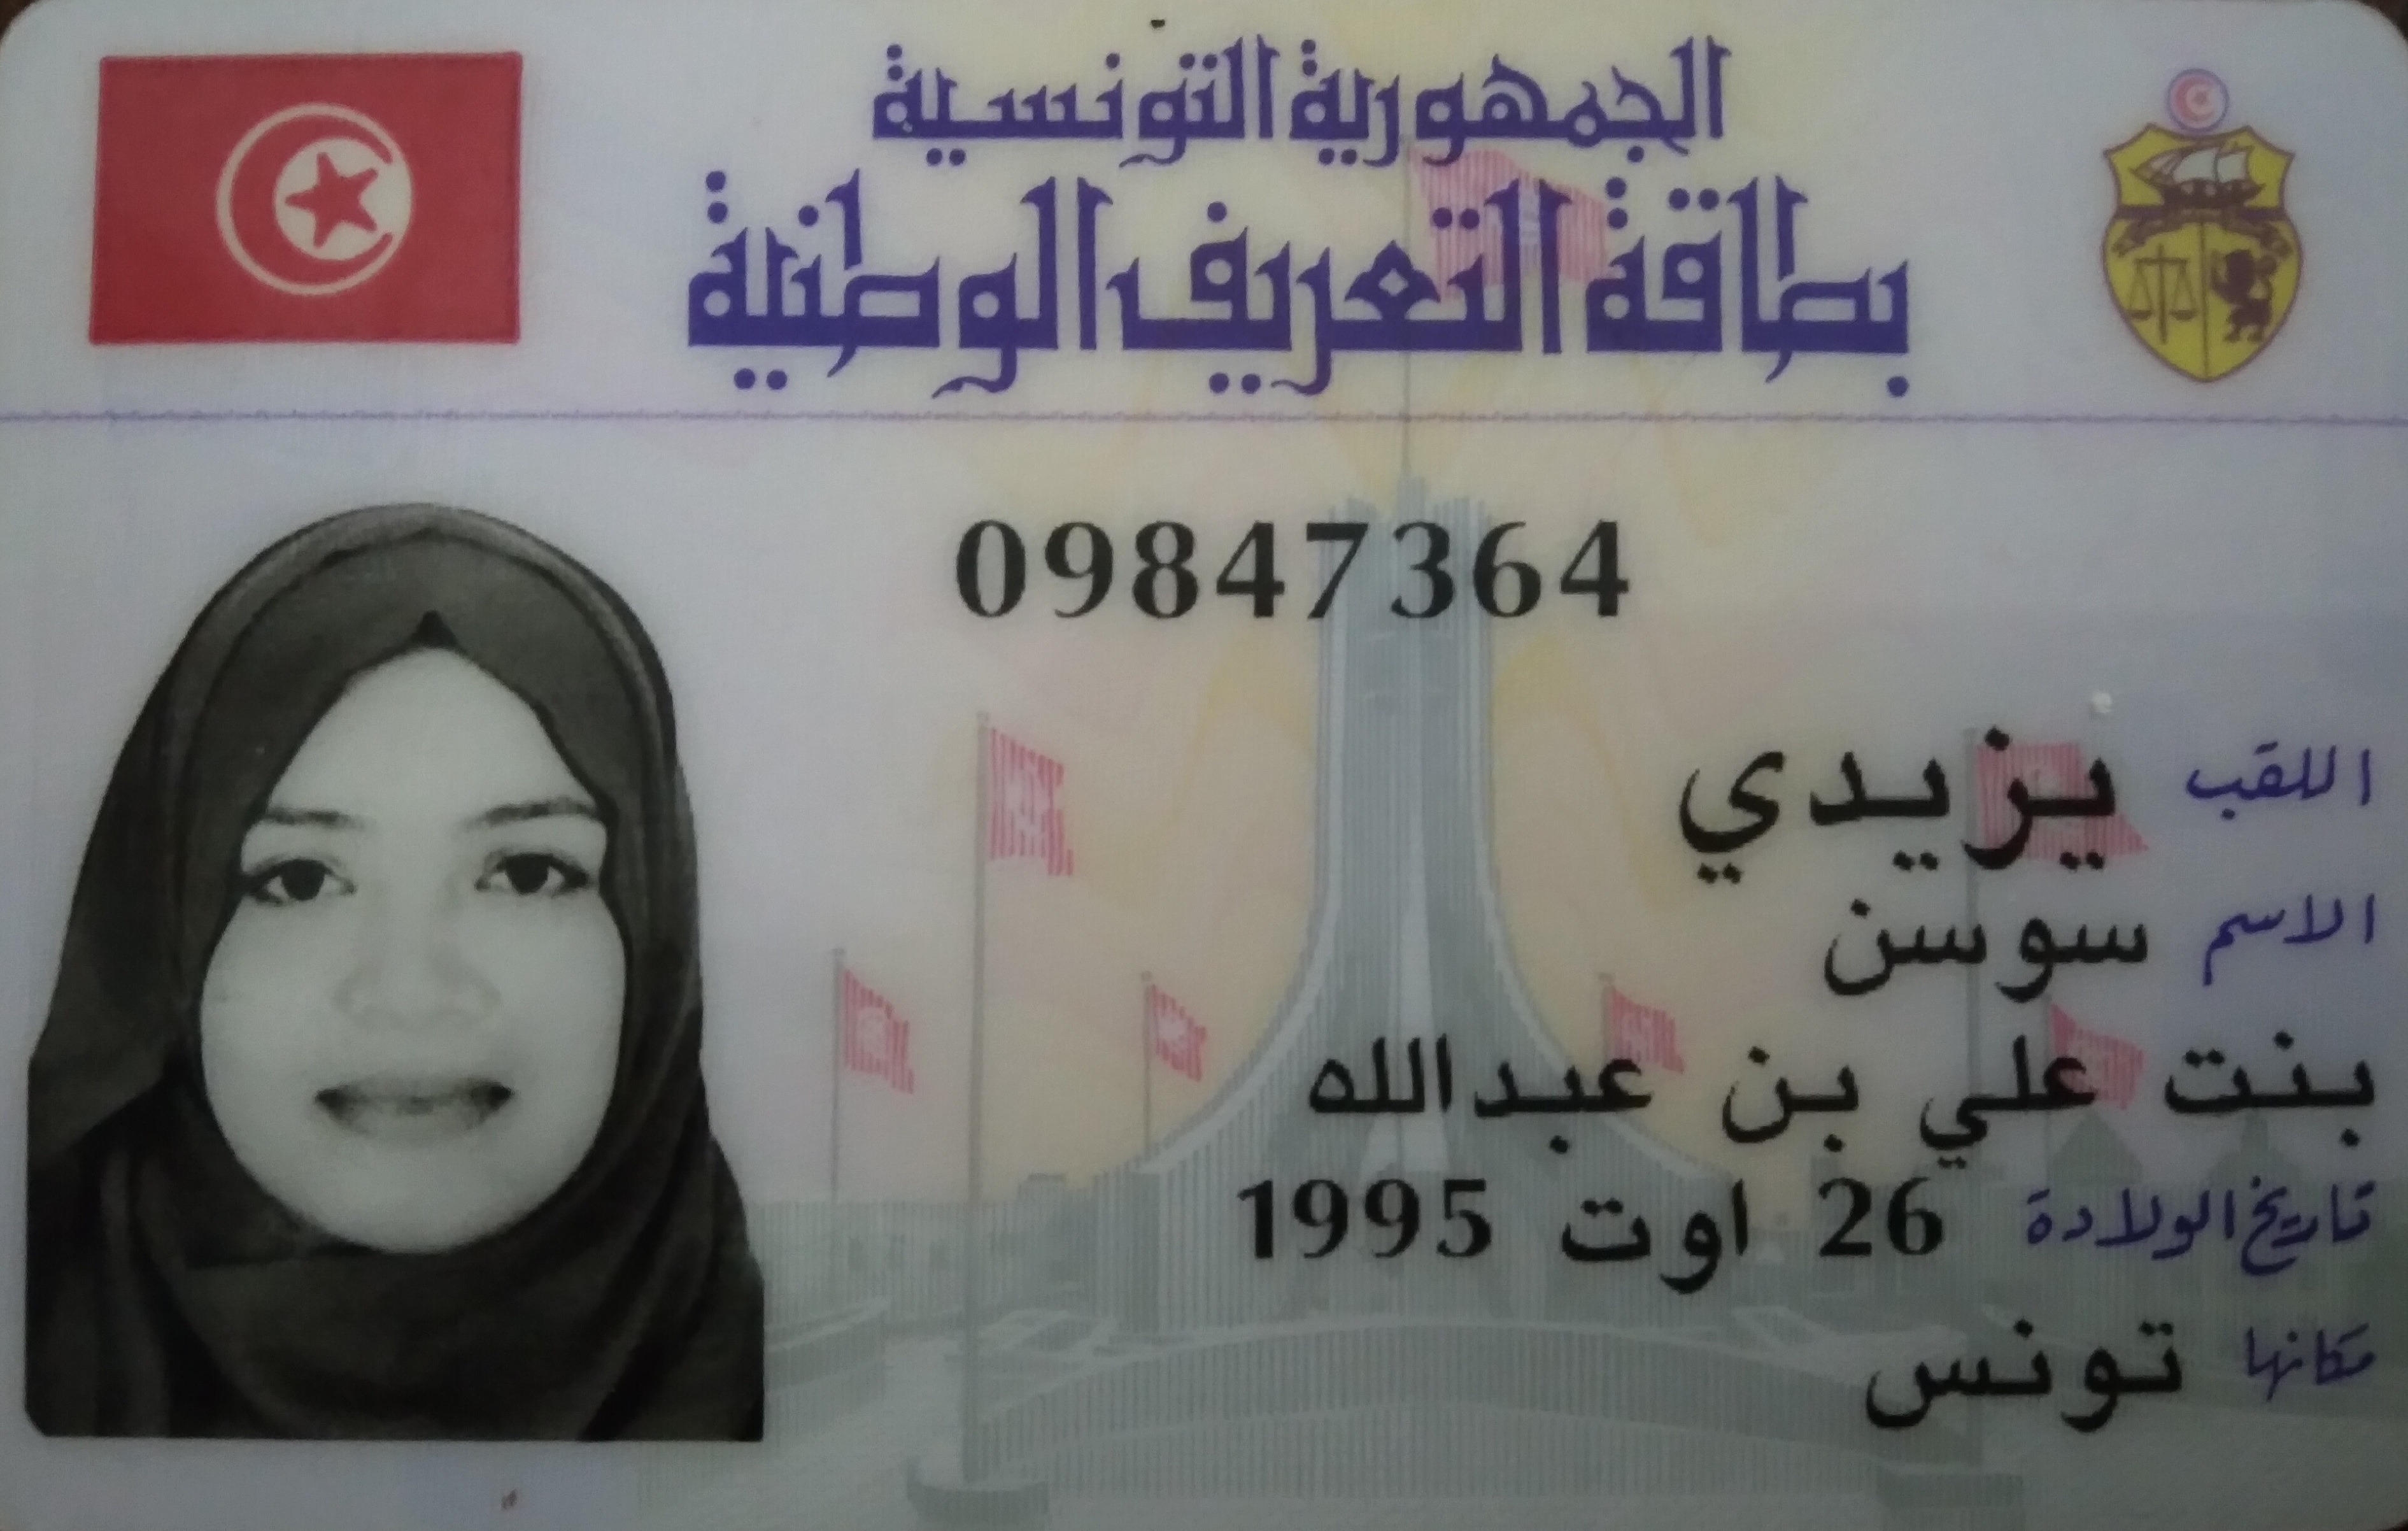 الجمهورية التونسية
بطاقة التعريف الوطنية
09847364
اللقب يزيدي
الاسم سوسن
بنت علي بن عبدالله
تاريخ الولادة 26 اوت 1995
مكانها تونس